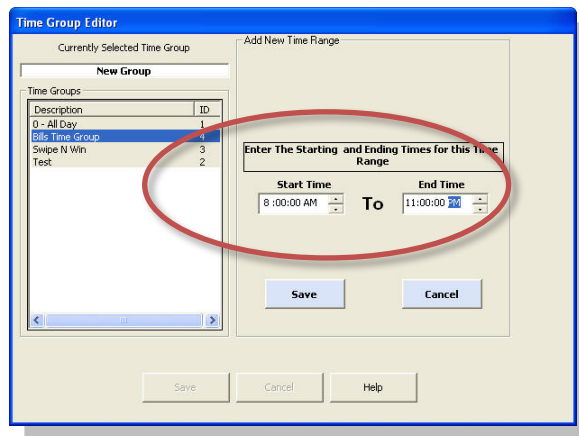 Time Group Editor
Currently Selected Time Group
New Group
Time Groups
Description ID
0 - All Day 1
Bills Time Group 4
Swipe N Win 3
Test 2
Add New Time Range
Enter The Starting and Ending Times for this Time
Range
Start Time End Time
8 :00:00 AM To 11:00:00 PM
Save Cancel
Save Cancel Help